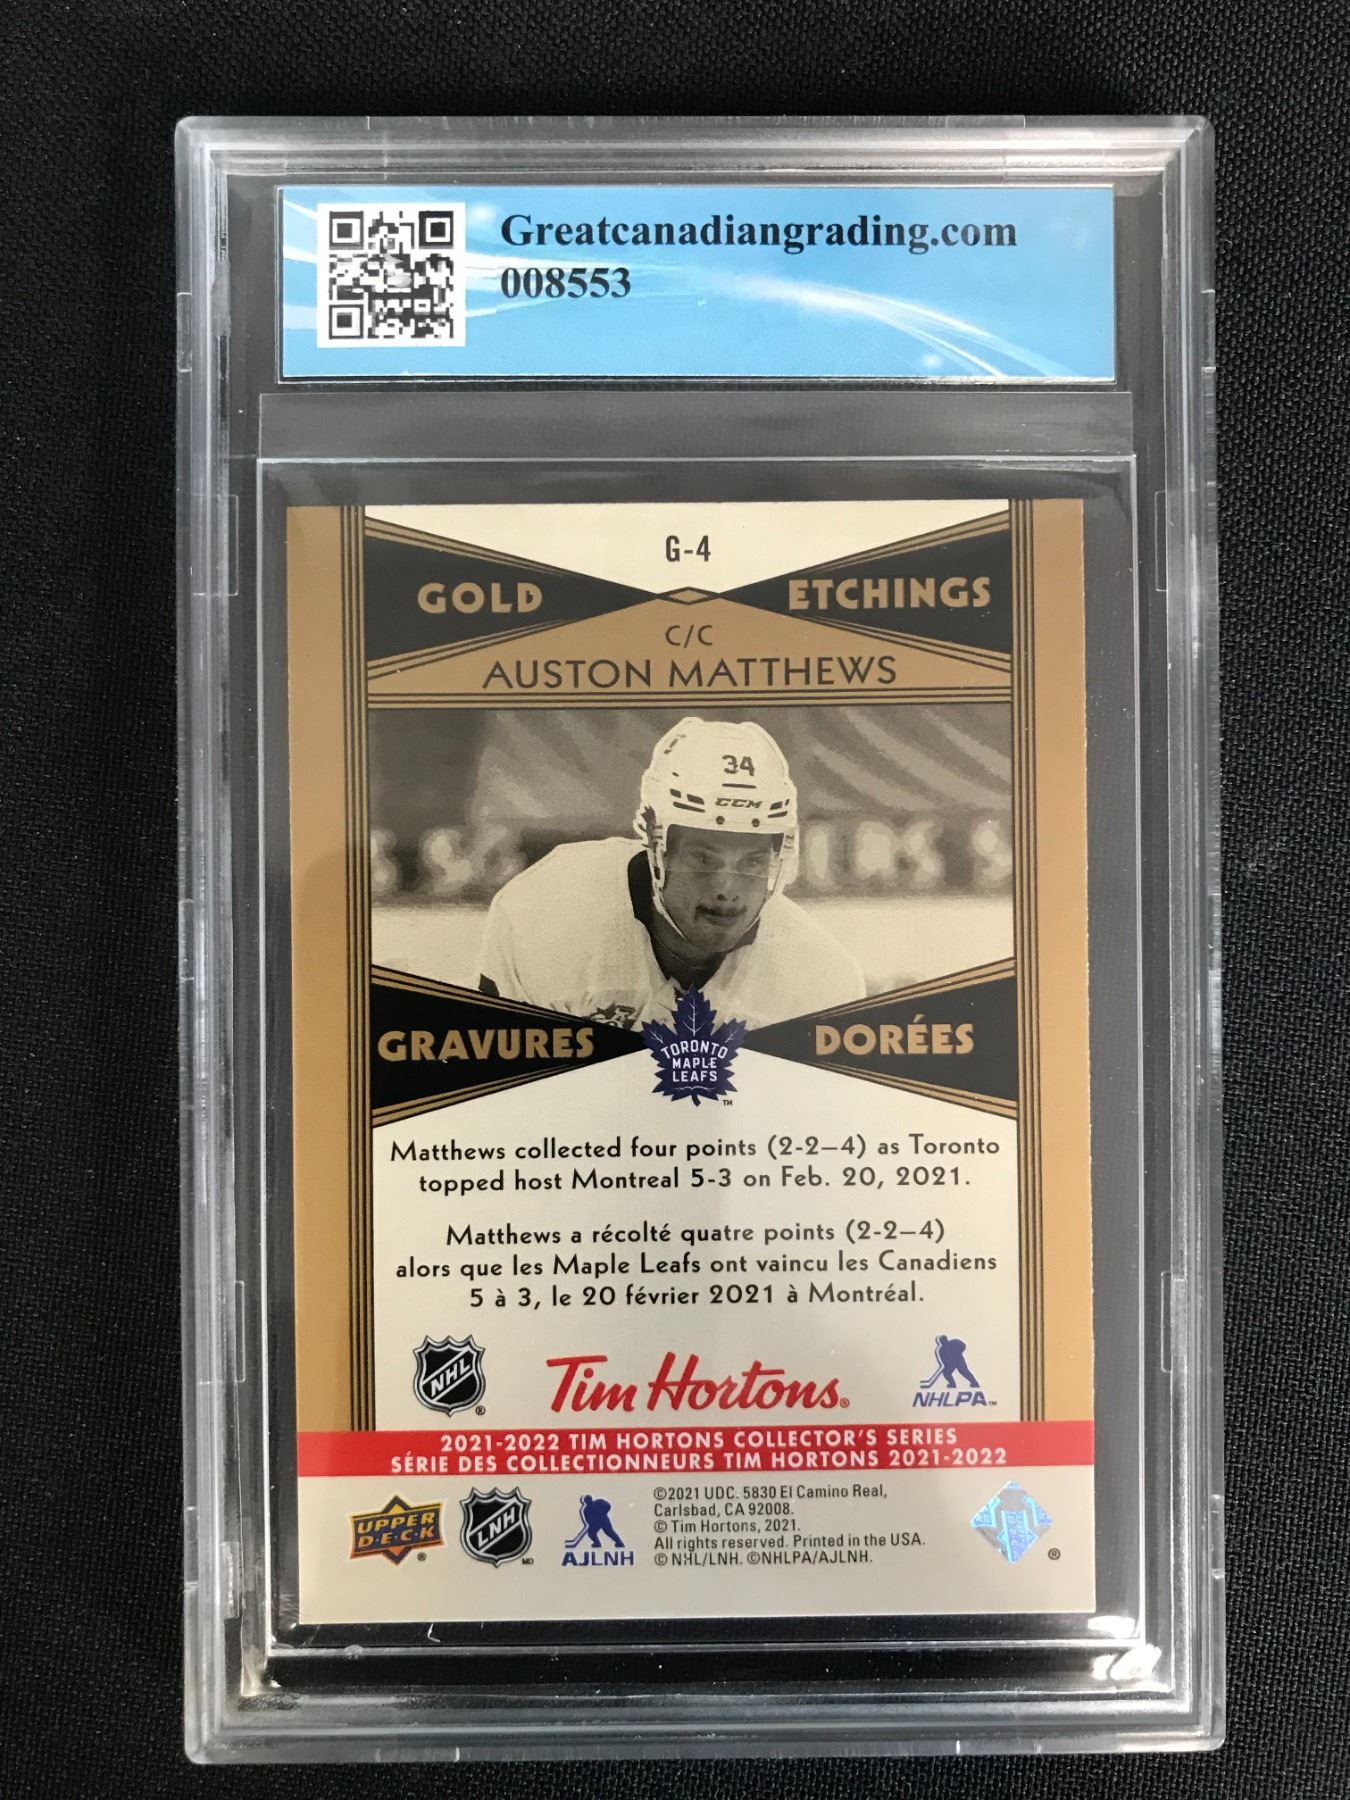 Greatcanadiangrading.com
008553
G-4
GOLD ETCHINGS
C/C
AUSTON MATTHEWS
34
CCM
GRAVURES DORÉES
TORONTO
MAPLE
LEAFS
TM
Matthews collected four points (2-2–4) as Toronto
topped host Montreal 5-3 on Feb. 20, 2021.
Matthews a récolté quatre points (2-2–4)
alors que les Maple Leafs ont vaincu les Canadiens
5 à 3, le 20 février 2021 à Montréal.
NHL ®
Tim Hortons®
NHLPA™
2021-2022 TIM HORTONS COLLECTOR'S SERIES
SÉRIE DES COLLECTIONNEURS TIM HORTONS 2021-2022
UPPER
D·E·C·K ®
LNH MD
AJLNH
©2021 UDC. 5830 El Camino Real,
Carlsbad, CA 92008.
© Tim Hortons, 2021.
All rights reserved. Printed in the USA.
© NHL/LNH. ©NHLPA/AJLNH.
®